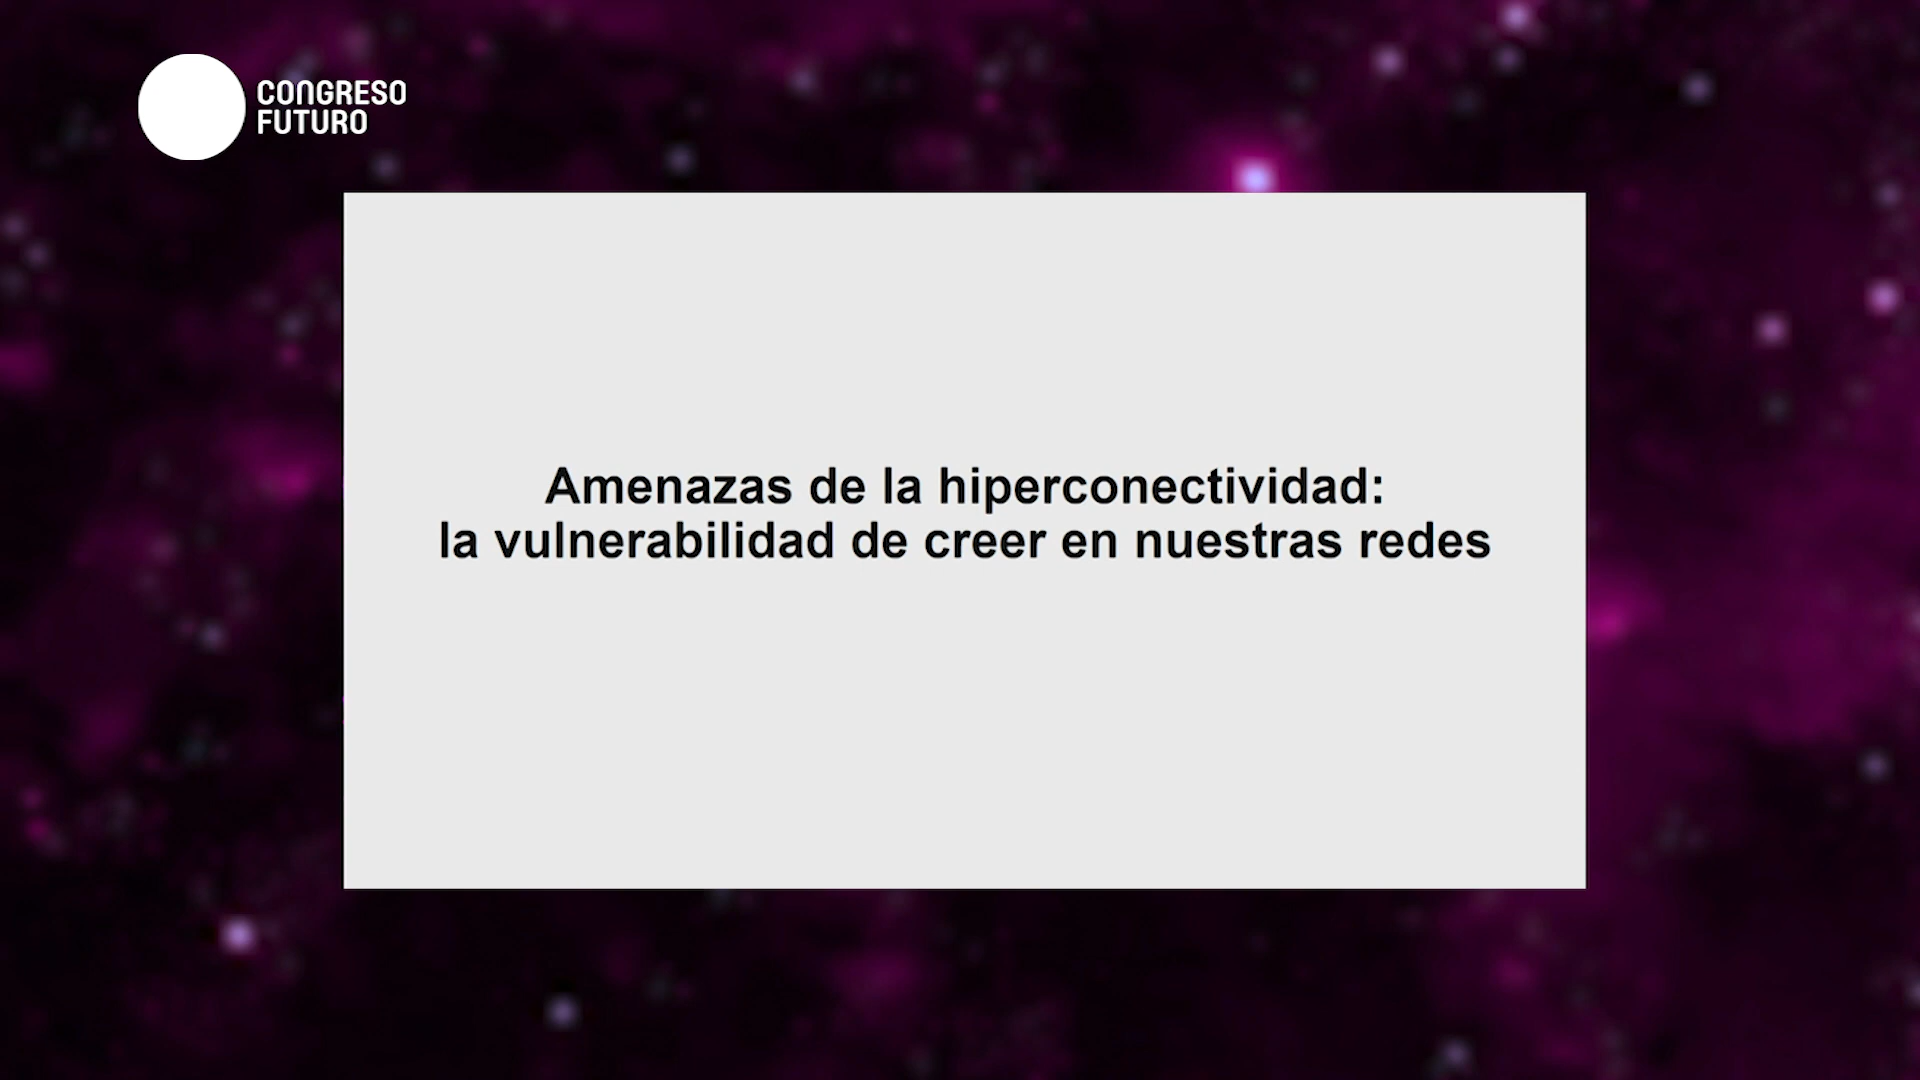 CONGRESO
FUTURO
Amenazas de la hiperconectividad:
la vulnerabilidad de creer en nuestras redes